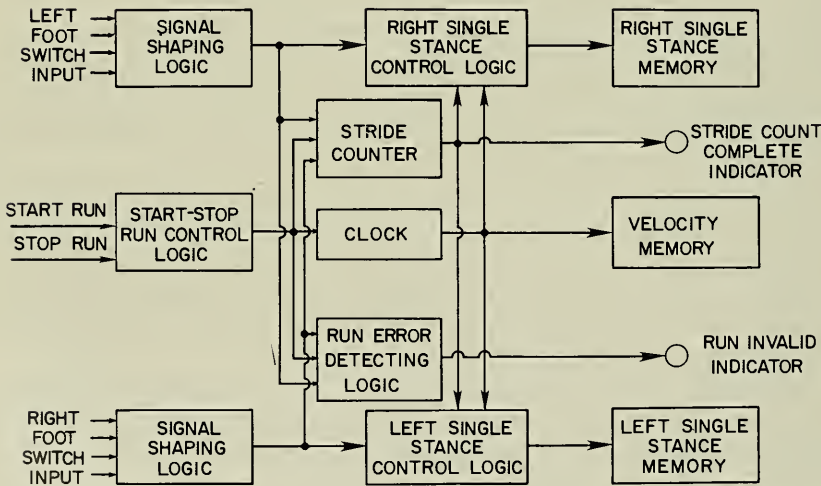 LEFT
FOOT
SWITCH
INPUT
SIGNAL
SHAPING
LOGIC
RIGHT SINGLE
STANCE
CONTROL LOGIC
RIGHT SINGLE
STANCE
MEMORY
STRIDE
COUNTER
STRIDE COUNT
COMPLETE
INDICATOR
START RUN
STOP RUN
START-STOP
RUN CONTROL
LOGIC
CLOCK
VELOCITY
MEMORY
RUN ERROR
DETECTING
LOGIC
RUN INVALID
INDICATOR
RIGHT
FOOT
SWITCH
INPUT
SIGNAL
SHAPING
LOGIC
LEFT SINGLE
STANCE
CONTROL LOGIC
LEFT SINGLE
STANCE
MEMORY